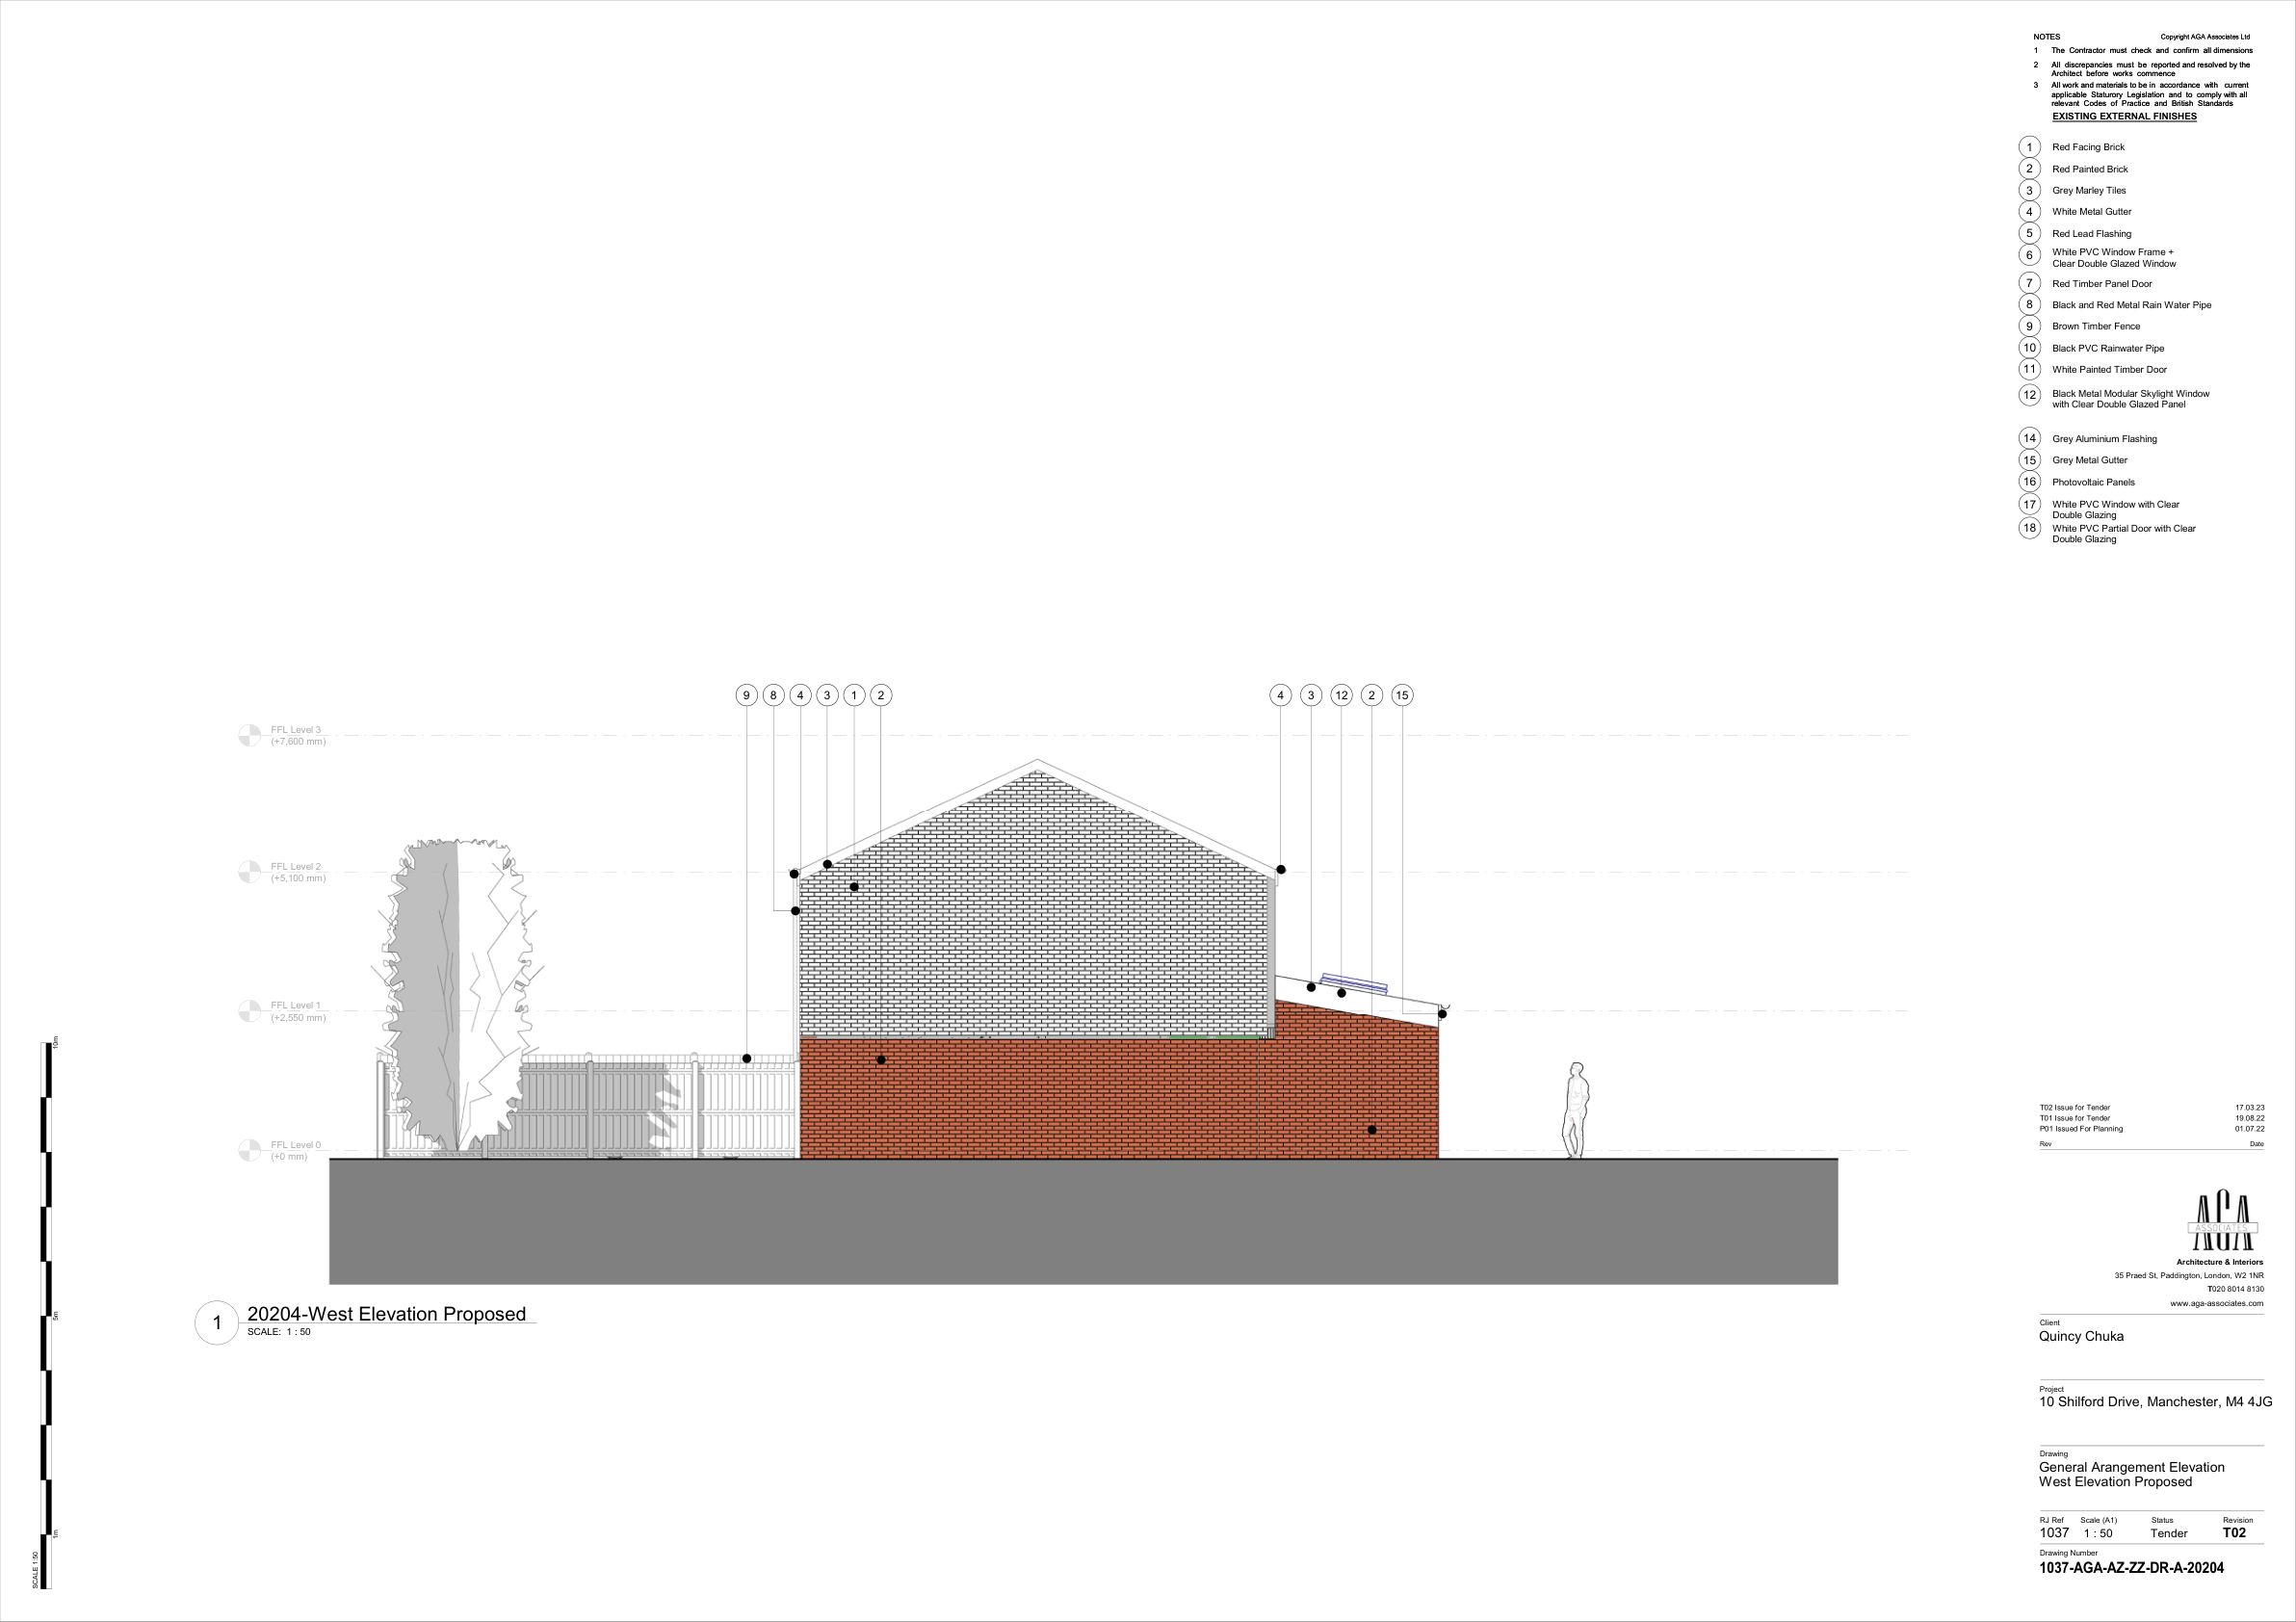 NOTES Copyright AGA Associates Ltd
1 The Contractor must check and confirm all dimensions
2 All discrepancies must be reported and resolved by the
Architect before works commence
3 All work and materials to be in accordance with current
applicable Staturory Legislation and to comply with all
relevant Codes of Practice and British Standards
EXISTING EXTERNAL FINISHES
1 Red Facing Brick
2 Red Painted Brick
3 Grey Marley Tiles
4 White Metal Gutter
5 Red Lead Flashing
6 White PVC Window Frame +
Clear Double Glazed Window
7 Red Timber Panel Door
8 Black and Red Metal Rain Water Pipe
9 Brown Timber Fence
10 Black PVC Rainwater Pipe
11 White Painted Timber Door
12 Black Metal Modular Skylight Window
with Clear Double Glazed Panel
14 Grey Aluminium Flashing
15 Grey Metal Gutter
16 Photovoltaic Panels
17 White PVC Window with Clear
Double Glazing
18 White PVC Partial Door with Clear
Double Glazing
9 8 4 3 1 2 4 3 12 2 15
FFL Level 3
(+7,600 mm)
FFL Level 2
(+5,100 mm)
FFL Level 1
(+2,550 mm)
FFL Level 0
(+0 mm)
10m
5m
1m
SCALE 1:50
1 20204-West Elevation Proposed
SCALE: 1 : 50
T02 Issue for Tender 17.03.23
T01 Issue for Tender 19.08.22
P01 Issued For Planning 01.07.22
Rev Date
AGA
ASSOCIATES
Architecture & Interiors
35 Praed St, Paddington, London, W2 1NR
T020 8014 8130
www.aga-associates.com
Client
Quincy Chuka
Project
10 Shilford Drive, Manchester, M4 4JG
Drawing
General Arangement Elevation
West Elevation Proposed
RJ Ref Scale (A1) Status Revision
1037 1 : 50 Tender T02
Drawing Number
1037-AGA-AZ-ZZ-DR-A-20204